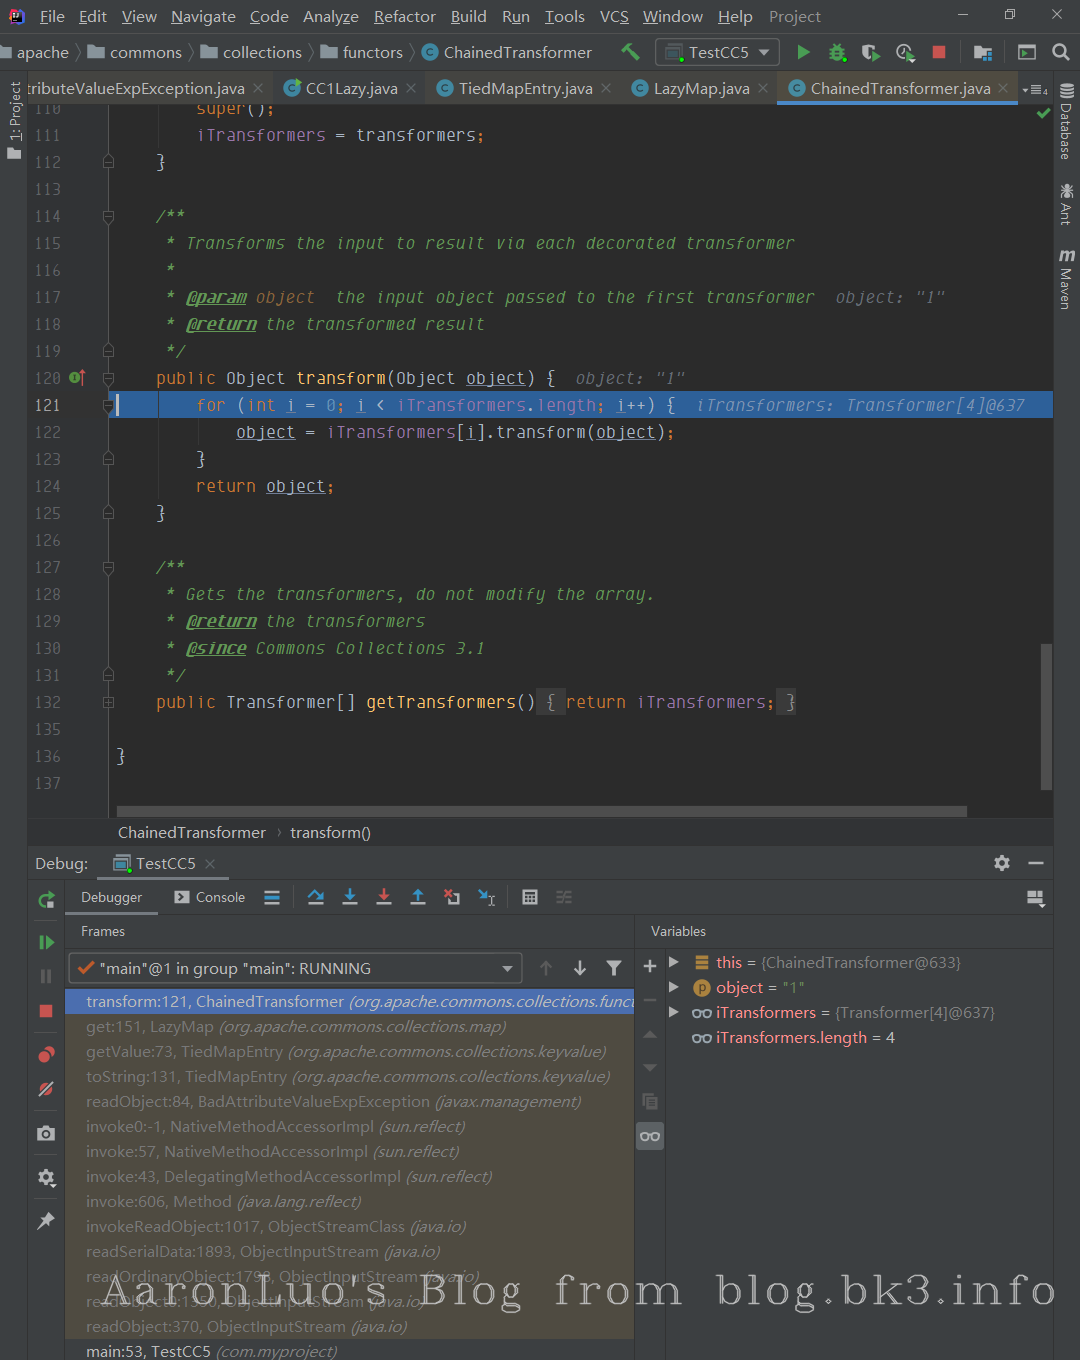 File Edit View Navigate Code Analyze Refactor Build Run Tools VCS Window Help Project
apache commons collections functors ChainedTransformer TestCC5
tributeValueExpException.java CC1Lazy.java TiedMapEntry.java LazyMap.java ChainedTransformer.java 4
1: Project
Database
Ant
Maven
110 super();
111 iTransformers = transformers;
112 }
113
114 /**
115 * Transforms the input to result via each decorated transformer
116 *
117 * @param object the input object passed to the first transformer object: "1"
118 * @return the transformed result
119 */
120 public Object transform(Object object) { object: "1"
121 for (int i = 0; i < iTransformers.length; i++) { iTransformers: Transformer[4]@637
122 object = iTransformers[i].transform(object);
123 }
124 return object;
125 }
126
127 /**
128 * Gets the transformers, do not modify the array.
129 * @return the transformers
130 * @since Commons Collections 3.1
131 */
132 public Transformer[] getTransformers() { return iTransformers; }
135
136 }
137
ChainedTransformer › transform()
Debug: TestCC5
Debugger Console
Frames
"main"@1 in group "main": RUNNING
transform:121, ChainedTransformer (org.apache.commons.collections.funct
get:151, LazyMap (org.apache.commons.collections.map)
getValue:73, TiedMapEntry (org.apache.commons.collections.keyvalue)
toString:131, TiedMapEntry (org.apache.commons.collections.keyvalue)
readObject:84, BadAttributeValueExpException (javax.management)
invoke0:-1, NativeMethodAccessorImpl (sun.reflect)
invoke:57, NativeMethodAccessorImpl (sun.reflect)
invoke:43, DelegatingMethodAccessorImpl (sun.reflect)
invoke:606, Method (java.lang.reflect)
invokeReadObject:1017, ObjectStreamClass (java.io)
readSerialData:1893, ObjectInputStream (java.io)
readOrdinaryObject:1798, ObjectInputStream (java.io)
readObject0:1350, ObjectInputStream (java.io)
readObject:370, ObjectInputStream (java.io)
main:53, TestCC5 (com.myproject)
Variables
this = {ChainedTransformer@633}
object = "1"
iTransformers = {Transformer[4]@637}
iTransformers.length = 4
AaronLuo's Blog from blog.bk3.info